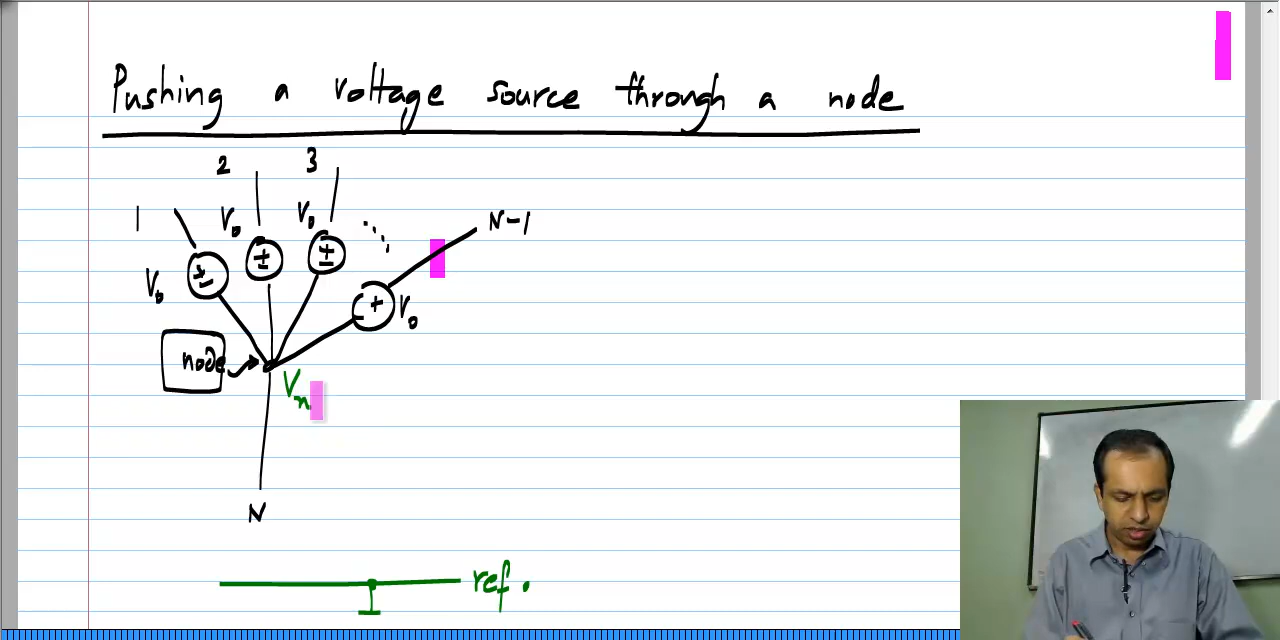 Pushing a voltage source through a node
2 3
1 V0 V0 N-1
V0 V0
node
Vn
N
ref.